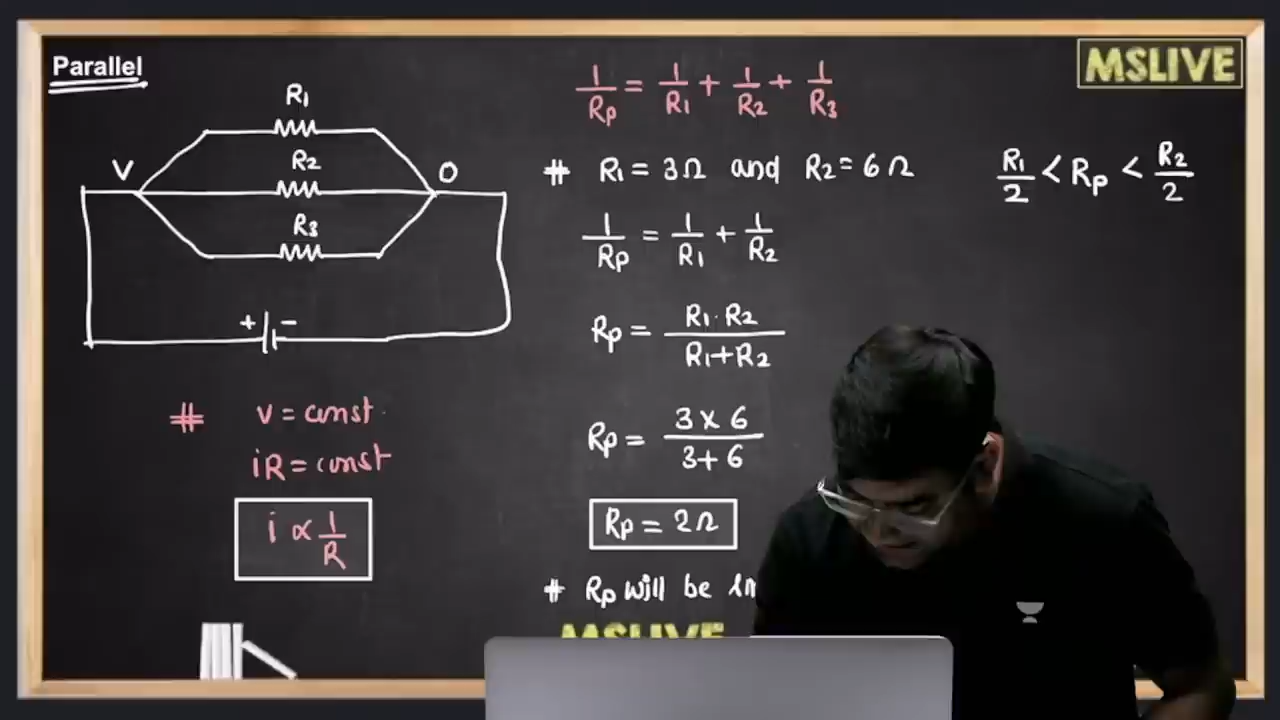 Parallel
MSLIVE
R1
R2
R3
V
O
+ -
# V = const.
iR = const
i ∝ 1/R
1/Rp = 1/R1 + 1/R2 + 1/R3
# R1 = 3Ω and R2 = 6Ω
1/Rp = 1/R1 + 1/R2
Rp = R1·R2/R1+R2
Rp = 3×6/3+6
Rp = 2Ω
# Rp will be
R1/2 < Rp < R2/2
MSLIVE